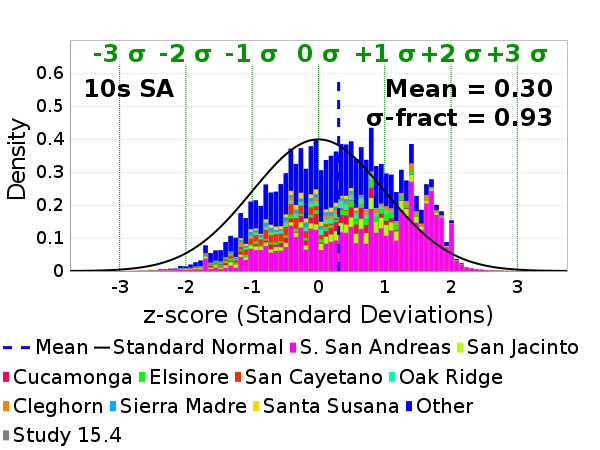 -3 σ -2 σ -1 σ 0 σ +1 σ +2 σ +3 σ
10s SA
Mean = 0.30
σ-fract = 0.93
Density
0.6
0.5
0.4
0.3
0.2
0.1
0
-3 -2 -1 0 1 2 3
z-score (Standard Deviations)
Mean Standard Normal S. San Andreas San Jacinto
Cucamonga Elsinore San Cayetano Oak Ridge
Cleghorn Sierra Madre Santa Susana Other
Study 15.4